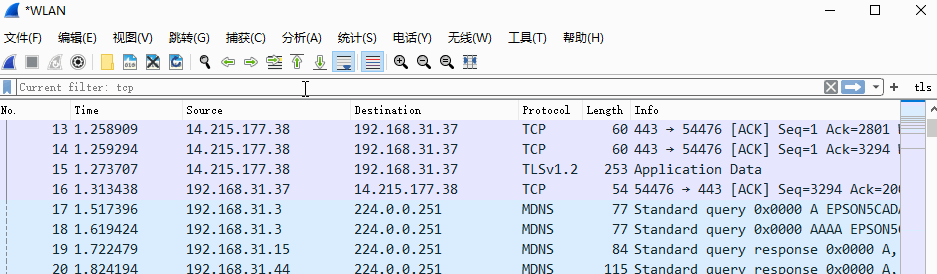 *WLAN
文件(F) 编辑(E) 视图(V) 跳转(G) 捕获(C) 分析(A) 统计(S) 电话(Y) 无线(W) 工具(T) 帮助(H)
Current filter: tcp tls
No. Time Source Destination Protocol Length Info
13 1.258909 14.215.177.38 192.168.31.37 TCP 60 443 → 54476 [ACK] Seq=1 Ack=2801
14 1.259294 14.215.177.38 192.168.31.37 TCP 60 443 → 54476 [ACK] Seq=1 Ack=3294
15 1.273707 14.215.177.38 192.168.31.37 TLSv1.2 253 Application Data
16 1.313438 192.168.31.37 14.215.177.38 TCP 54 54476 → 443 [ACK] Seq=3294 Ack=200
17 1.517396 192.168.31.3 224.0.0.251 MDNS 77 Standard query 0x0000 A EPSON5CADA
18 1.619424 192.168.31.3 224.0.0.251 MDNS 77 Standard query 0x0000 AAAA EPSON5C
19 1.722479 192.168.31.15 224.0.0.251 MDNS 84 Standard query response 0x0000 A,
20 1.824194 192.168.31.44 224.0.0.251 MDNS 115 Standard query response 0x0000 A,